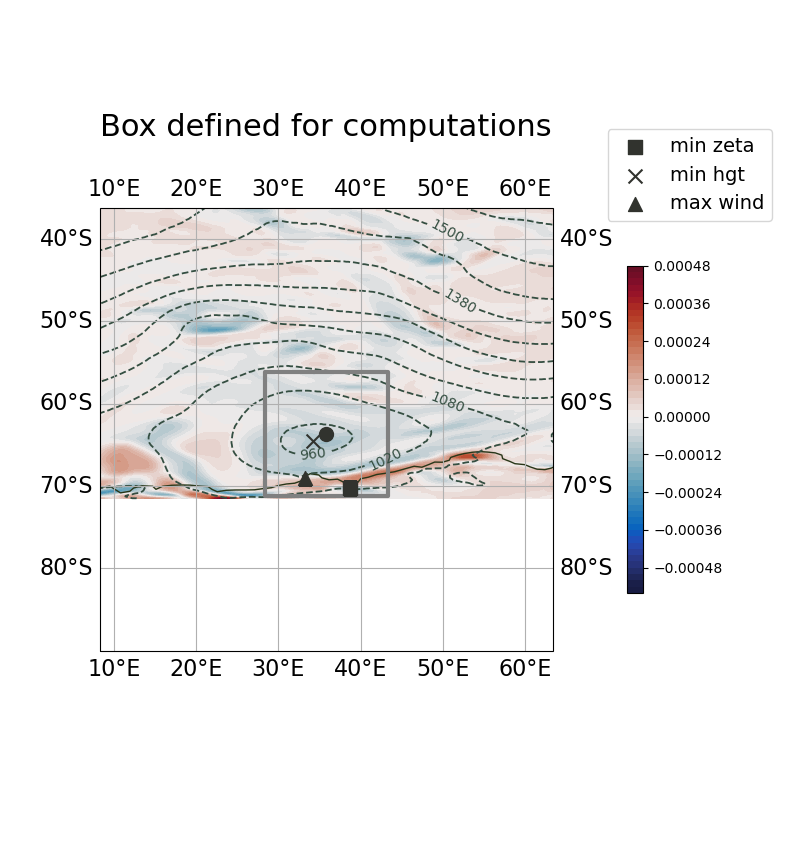 Box defined for computations
min zeta
min hgt
max wind
10°E 20°E 30°E 40°E 50°E 60°E
40°S 40°S
50°S 50°S
60°S 60°S
70°S 70°S
80°S 80°S
1500
1380
1080
1020
960
10°E 20°E 30°E 40°E 50°E 60°E
0.00048
0.00036
0.00024
0.00012
0.00000
−0.00012
−0.00024
−0.00036
−0.00048